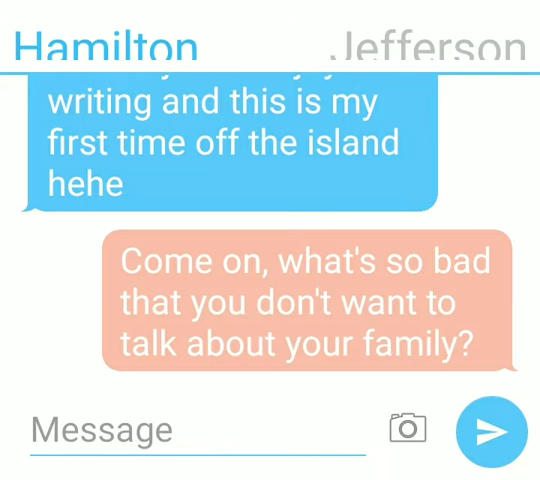 Hamilton Jefferson
writing and this is my
first time off the island
hehe
Come on, what's so bad
that you don't want to
talk about your family?
Message